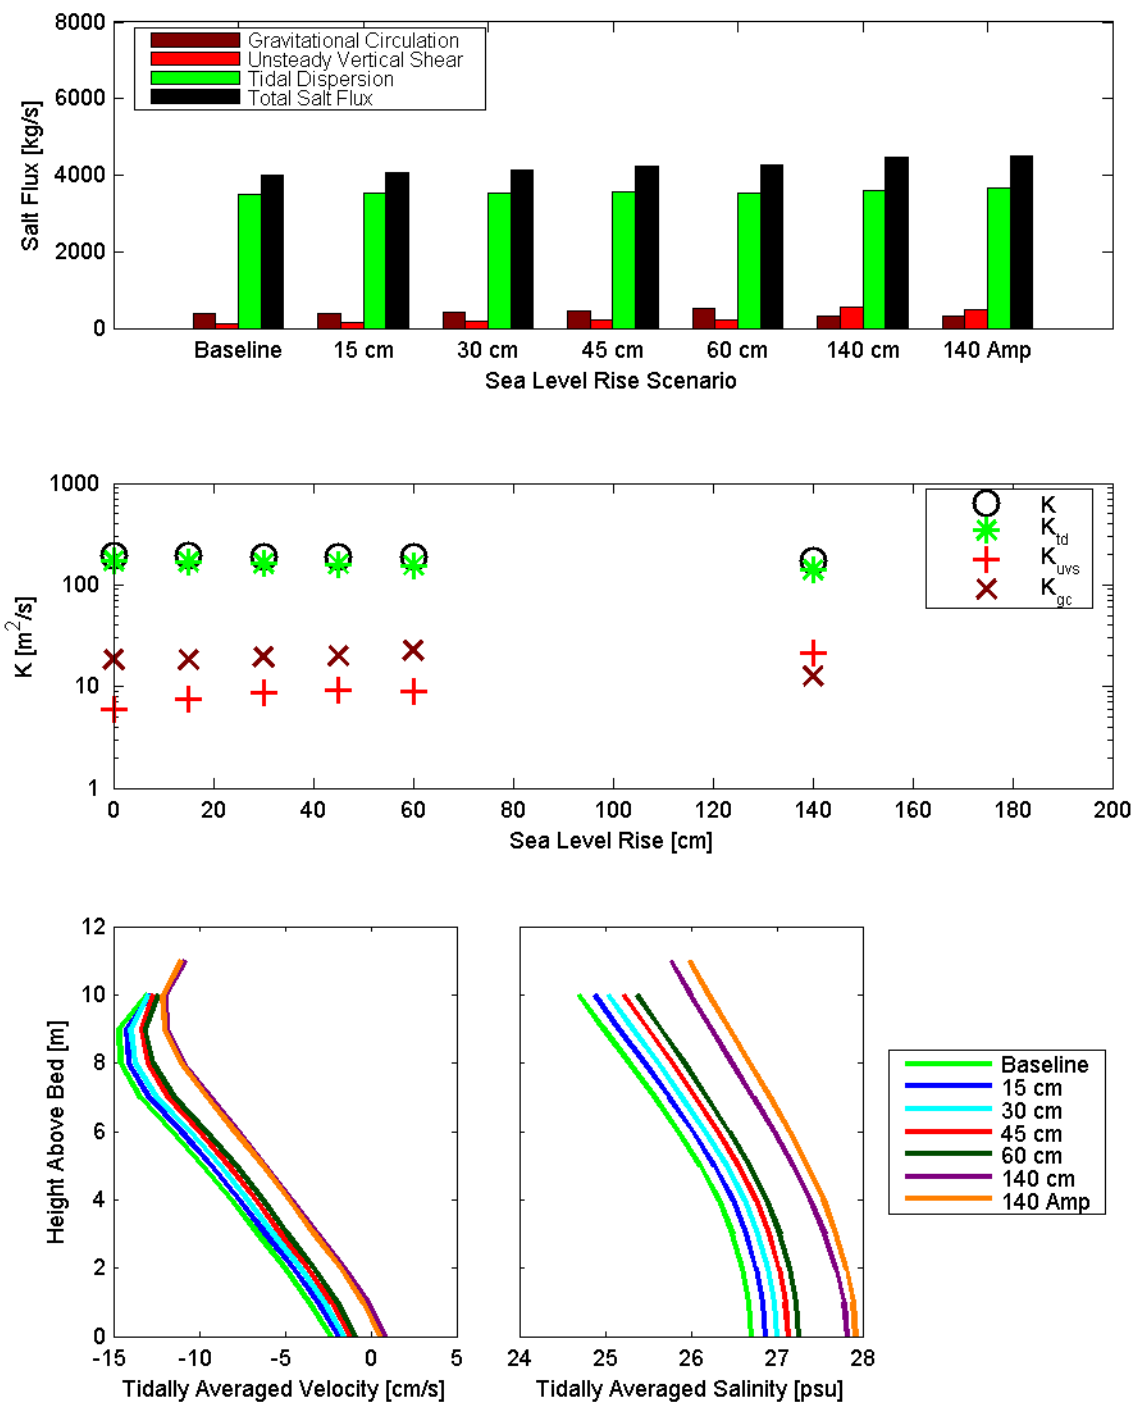 8000
6000
4000
2000
0
Salt Flux [kg/s]
Gravitational Circulation
Unsteady Vertical Shear
Tidal Dispersion
Total Salt Flux
Baseline 15 cm 30 cm 45 cm 60 cm 140 cm 140 Amp
Sea Level Rise Scenario
1000
100
10
1
K [m²/s]
K
K_td
K_uvs
K_gc
0 20 40 60 80 100 120 140 160 180 200
Sea Level Rise [cm]
12
10
8
6
4
2
0
Height Above Bed [m]
-15 -10 -5 0 5
Tidally Averaged Velocity [cm/s]
24 25 26 27 28
Tidally Averaged Salinity [psu]
Baseline
15 cm
30 cm
45 cm
60 cm
140 cm
140 Amp